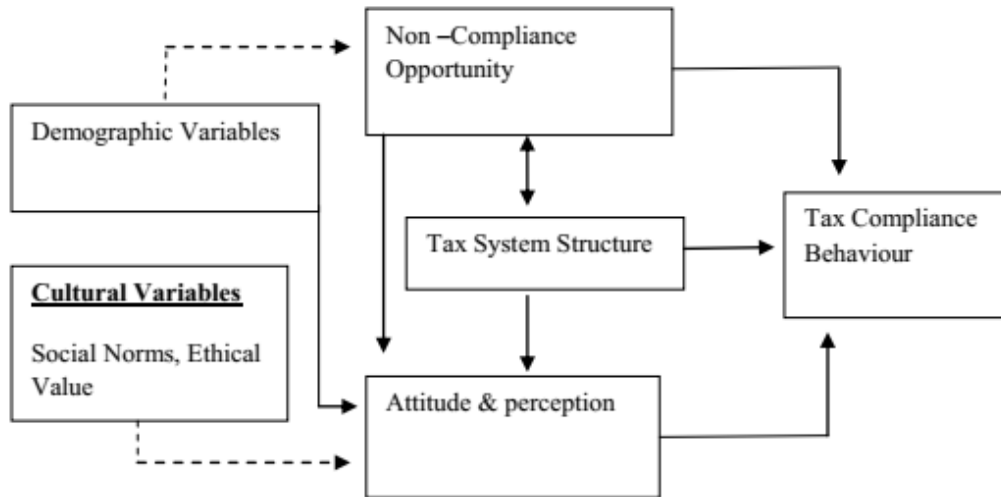 Non –Compliance
Opportunity
Demographic Variables
Tax System Structure
Tax Compliance
Behaviour
Cultural Variables
Social Norms, Ethical
Value
Attitude & perception